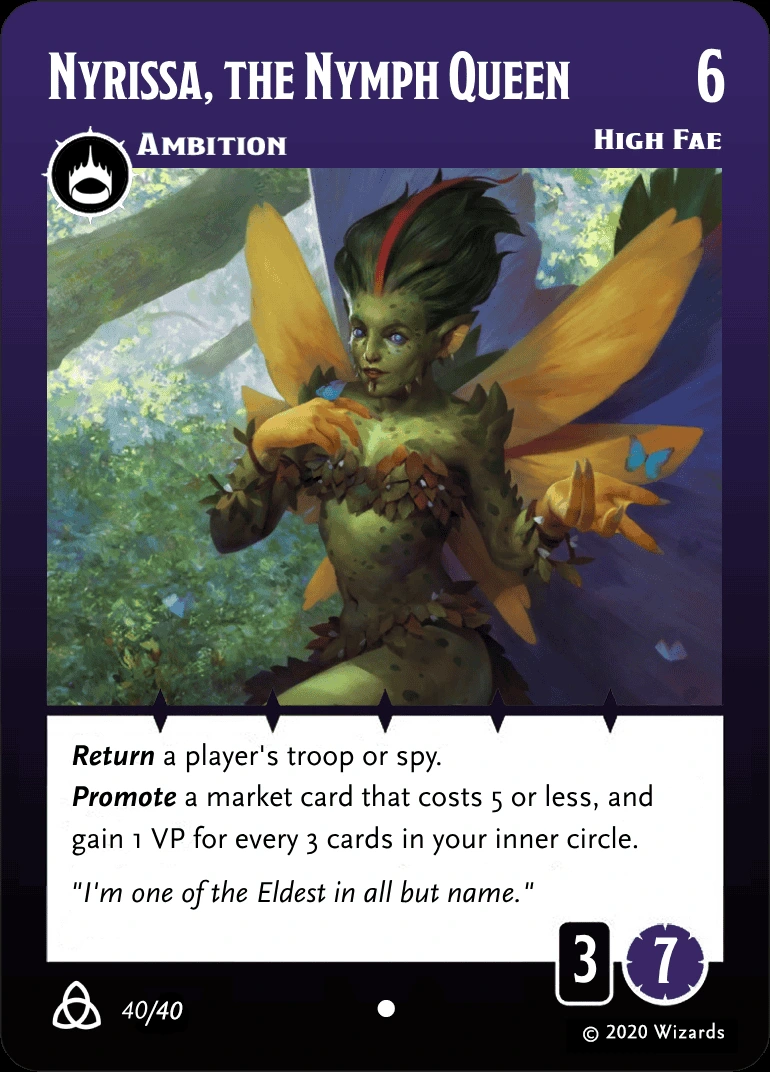 Nyrissa, the Nymph Queen 6
Ambition High Fae
Return a player's troop or spy.
Promote a market card that costs 5 or less, and
gain 1 VP for every 3 cards in your inner circle.
"I'm one of the Eldest in all but name."
3 7
40/40
© 2020 Wizards